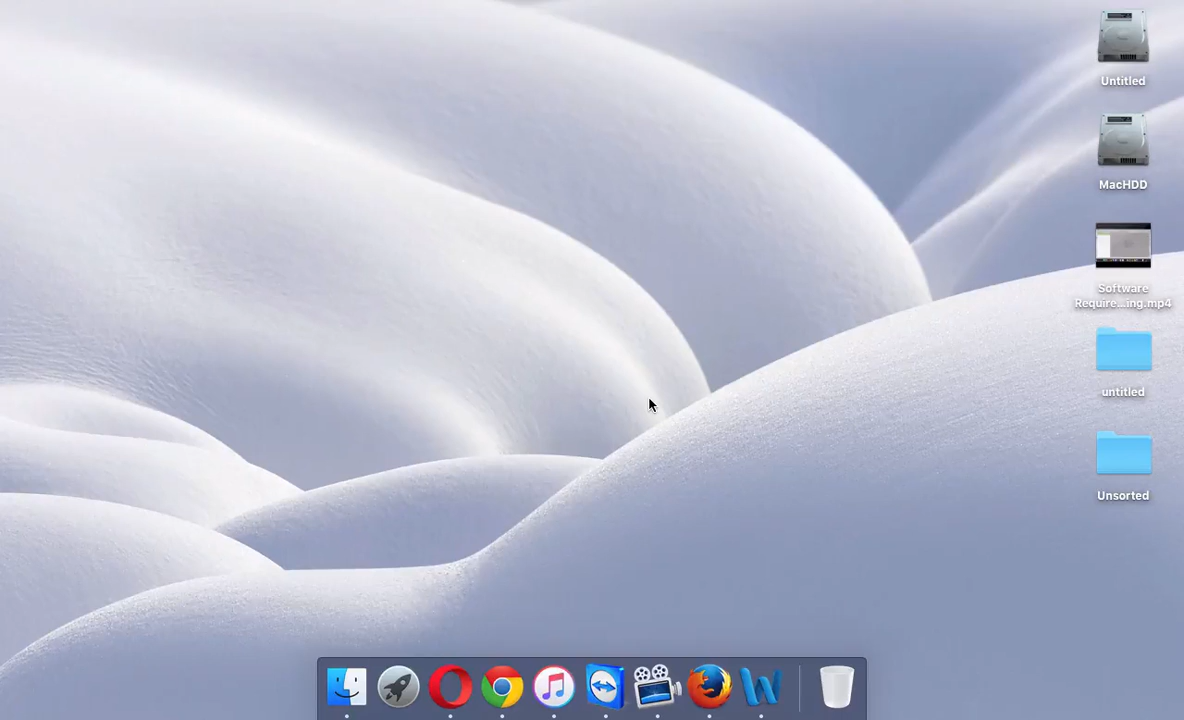 Untitled
MacHDD
Software
Require...ing.mp4
untitled
Unsorted